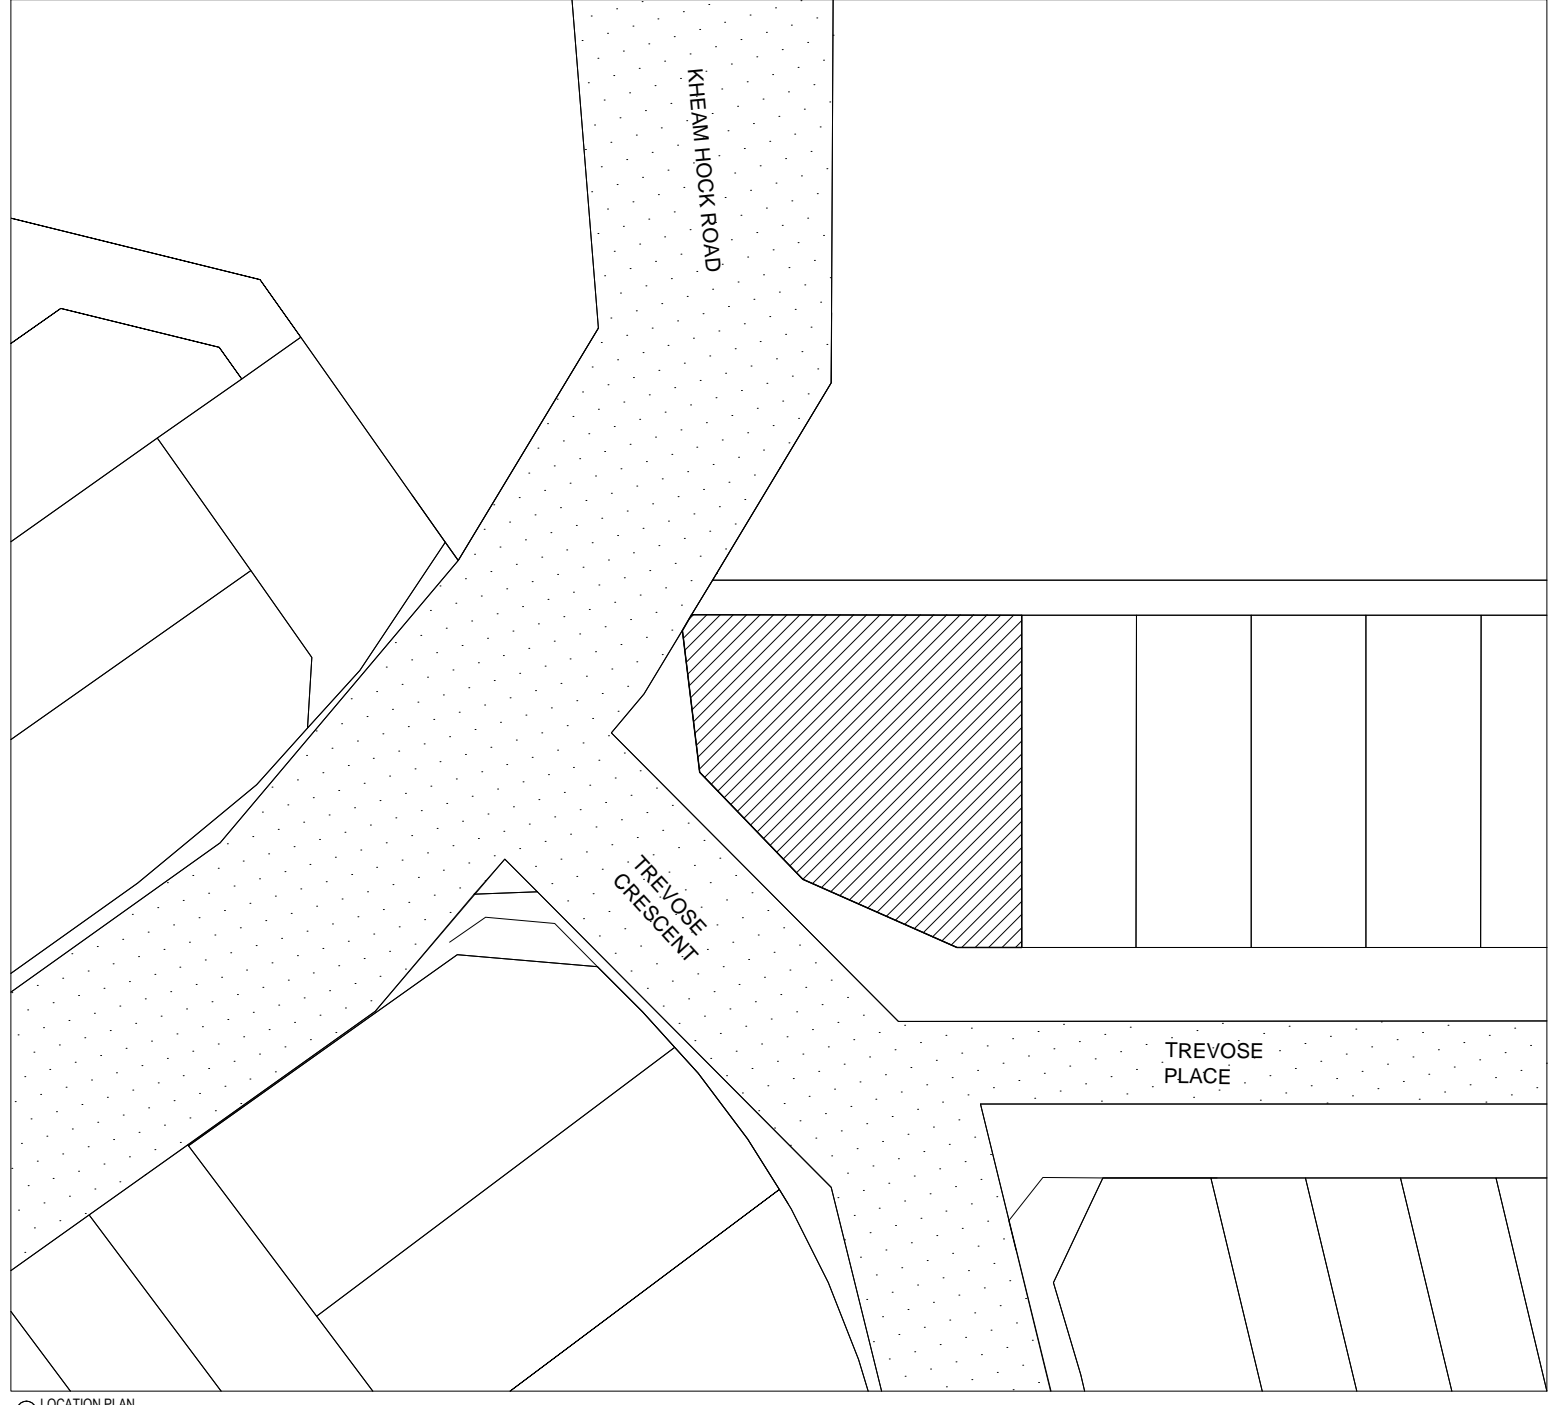 KHEAM HOCK ROAD
TREVOSE
CRESCENT
TREVOSE
PLACE
LOCATION PLAN